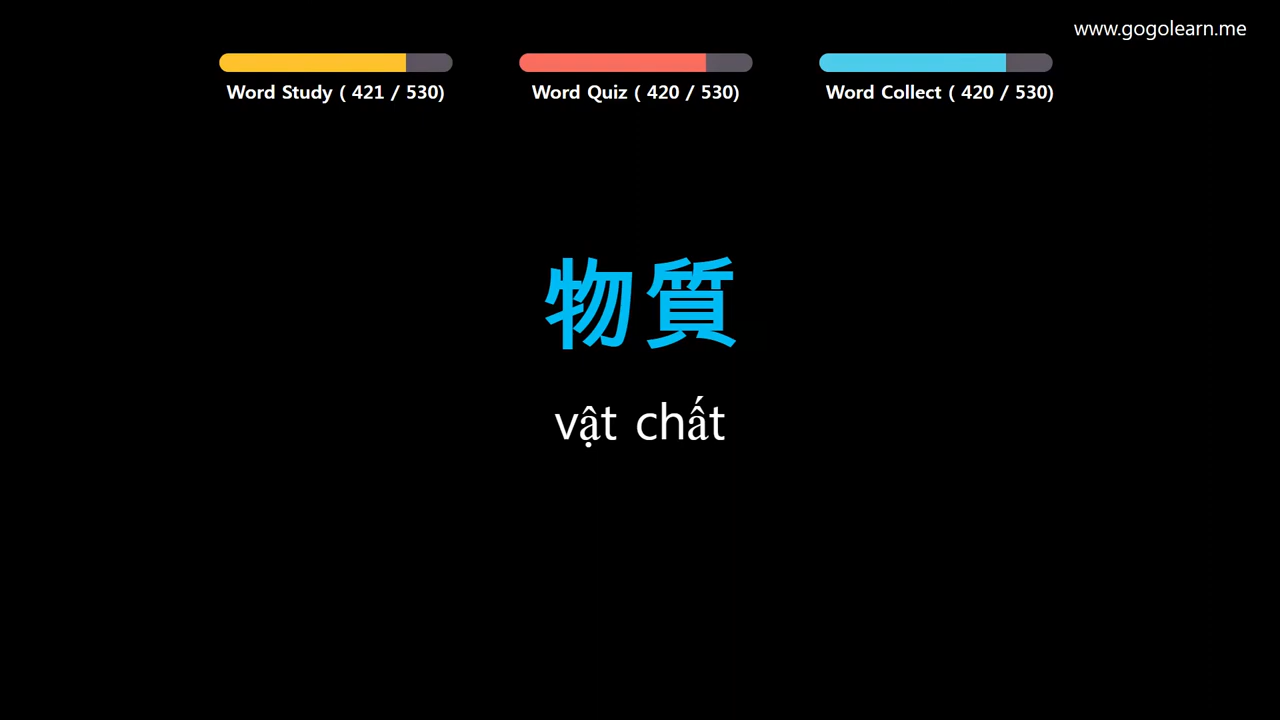 www.gogolearn.me
Word Study ( 421 / 530)
Word Quiz ( 420 / 530)
Word Collect ( 420 / 530)
物質
vật chất